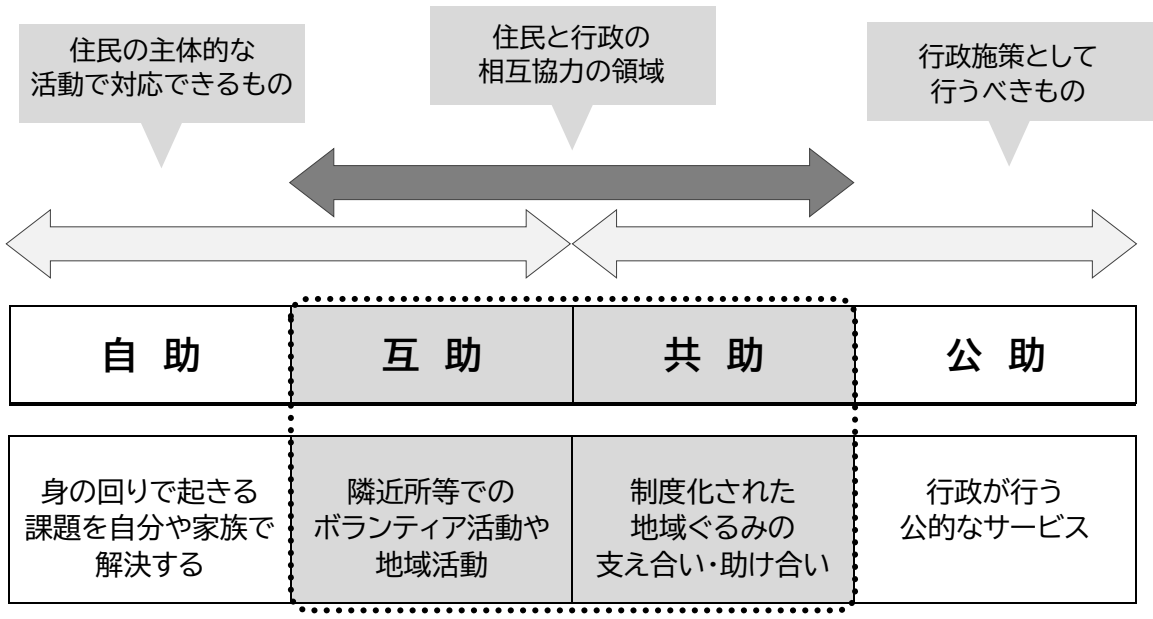 住民の主体的な
活動で対応できるもの
住民と行政の
相互協力の領域
行政施策として
行うべきもの
自 助
互 助
共 助
公 助
身の回りで起きる
課題を自分や家族で
解決する
隣近所等での
ボランティア活動や
地域活動
制度化された
地域ぐるみの
支え合い・助け合い
行政が行う
公的なサービス